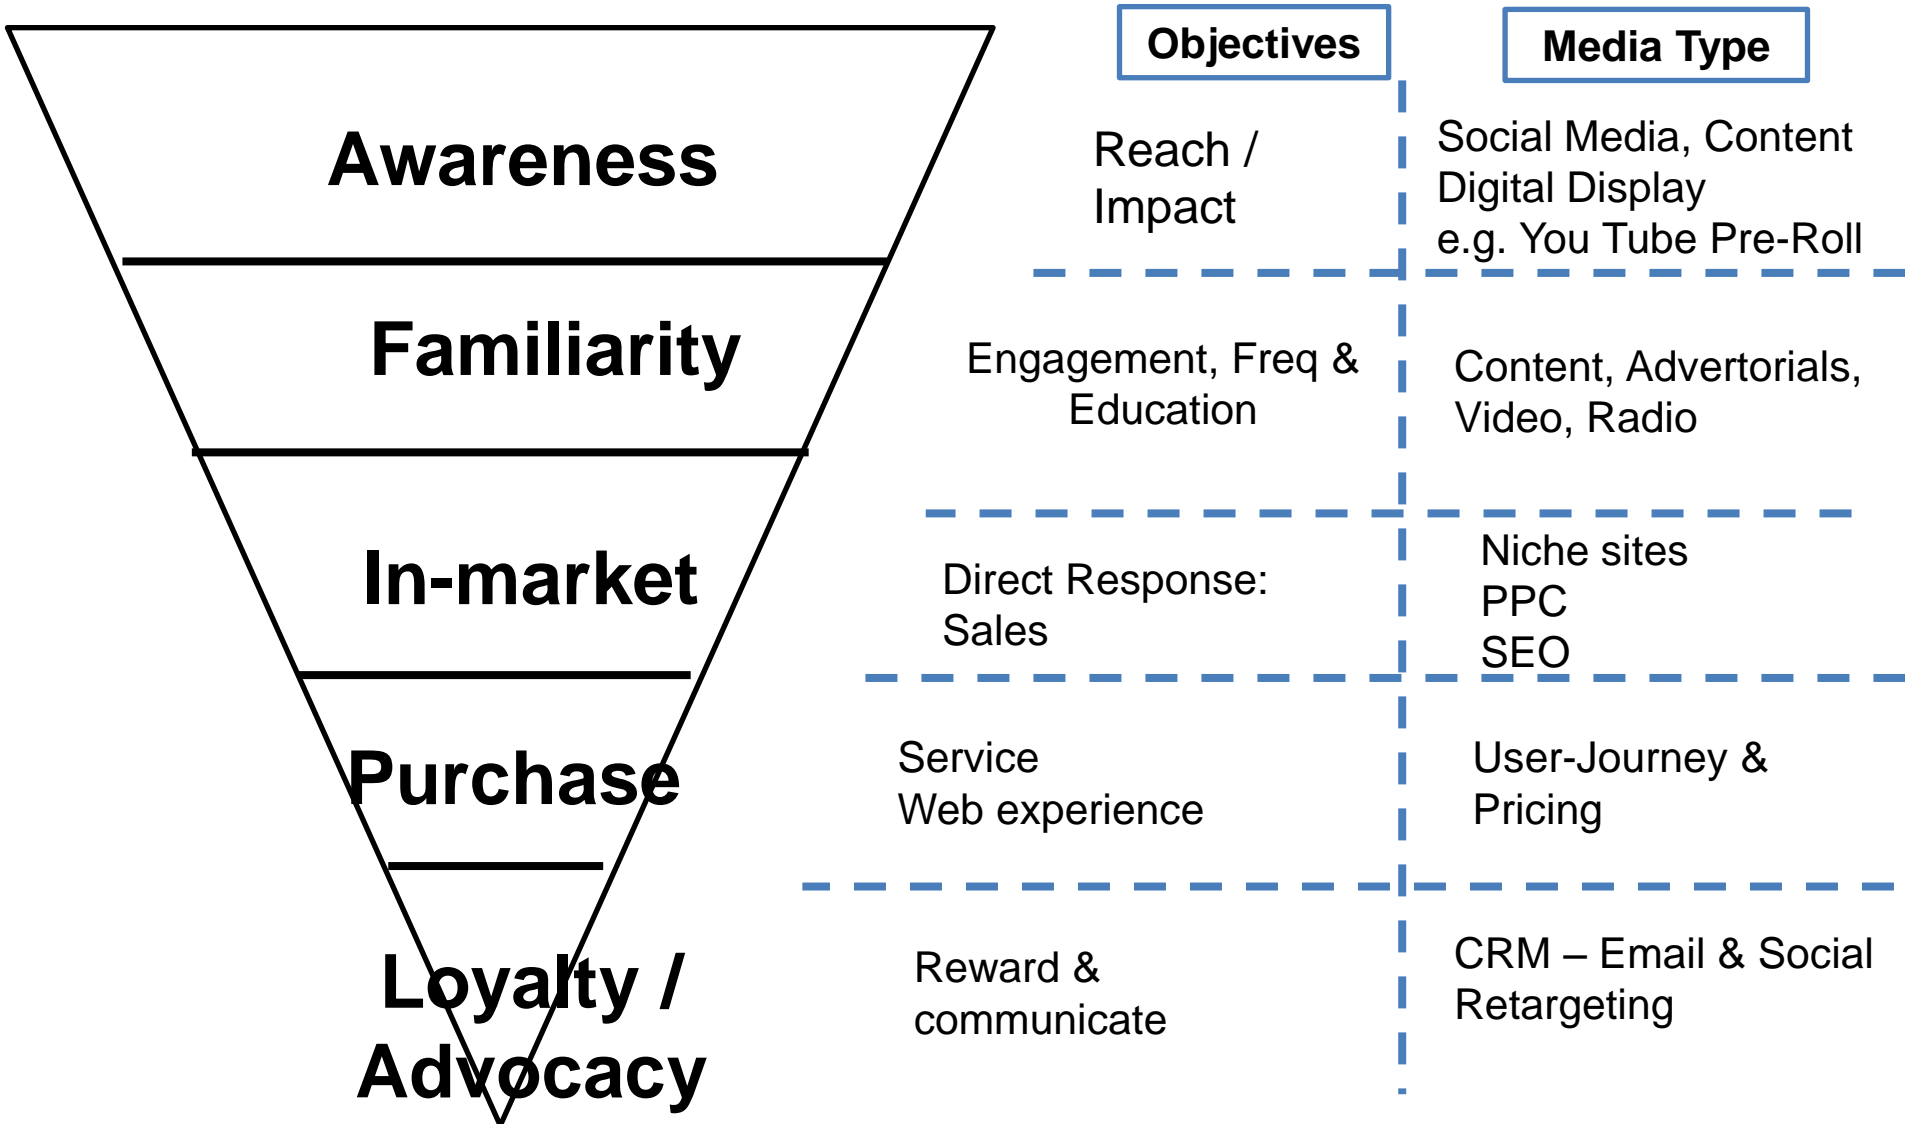 Objectives
Media Type
Awareness
Reach /
Impact
Social Media, Content
Digital Display
e.g. You Tube Pre-Roll
Familiarity
Engagement, Freq &
Education
Content, Advertorials,
Video, Radio
In-market
Direct Response:
Sales
Niche sites
PPC
SEO
Purchase
Service
Web experience
User-Journey &
Pricing
Loyalty /
Advocacy
Reward &
communicate
CRM – Email & Social
Retargeting